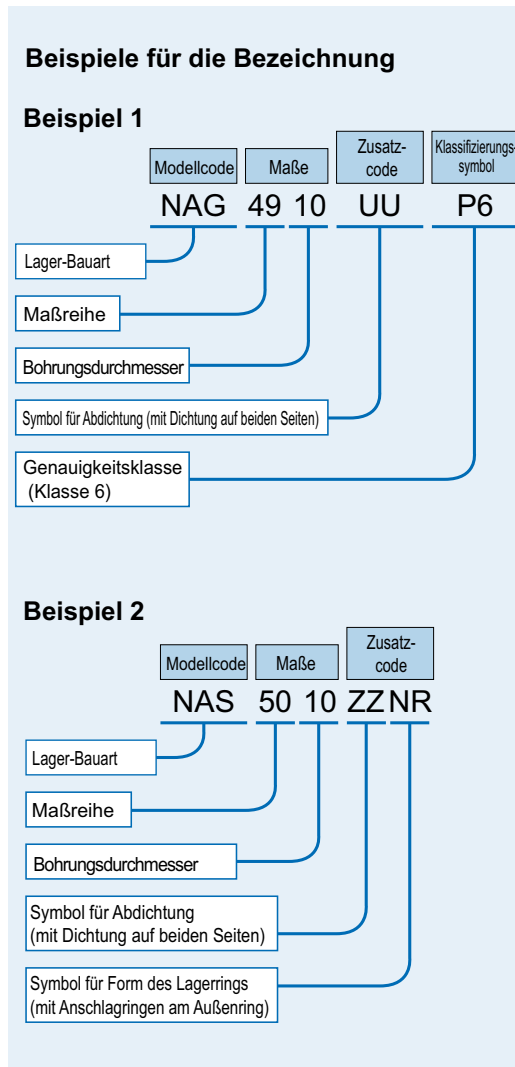 Beispiele für die Bezeichnung
Beispiel 1
Modellcode Maße Zusatz-
code Klassifizierungs-
symbol
NAG 49 10 UU P6
Lager-Bauart
Maßreihe
Bohrungsdurchmesser
Symbol für Abdichtung (mit Dichtung auf beiden Seiten)
Genauigkeitsklasse
(Klasse 6)
Beispiel 2
Modellcode Maße Zusatz-
code
NAS 50 10 ZZ NR
Lager-Bauart
Maßreihe
Bohrungsdurchmesser
Symbol für Abdichtung
(mit Dichtung auf beiden Seiten)
Symbol für Form des Lagerrings
(mit Anschlagringen am Außenring)